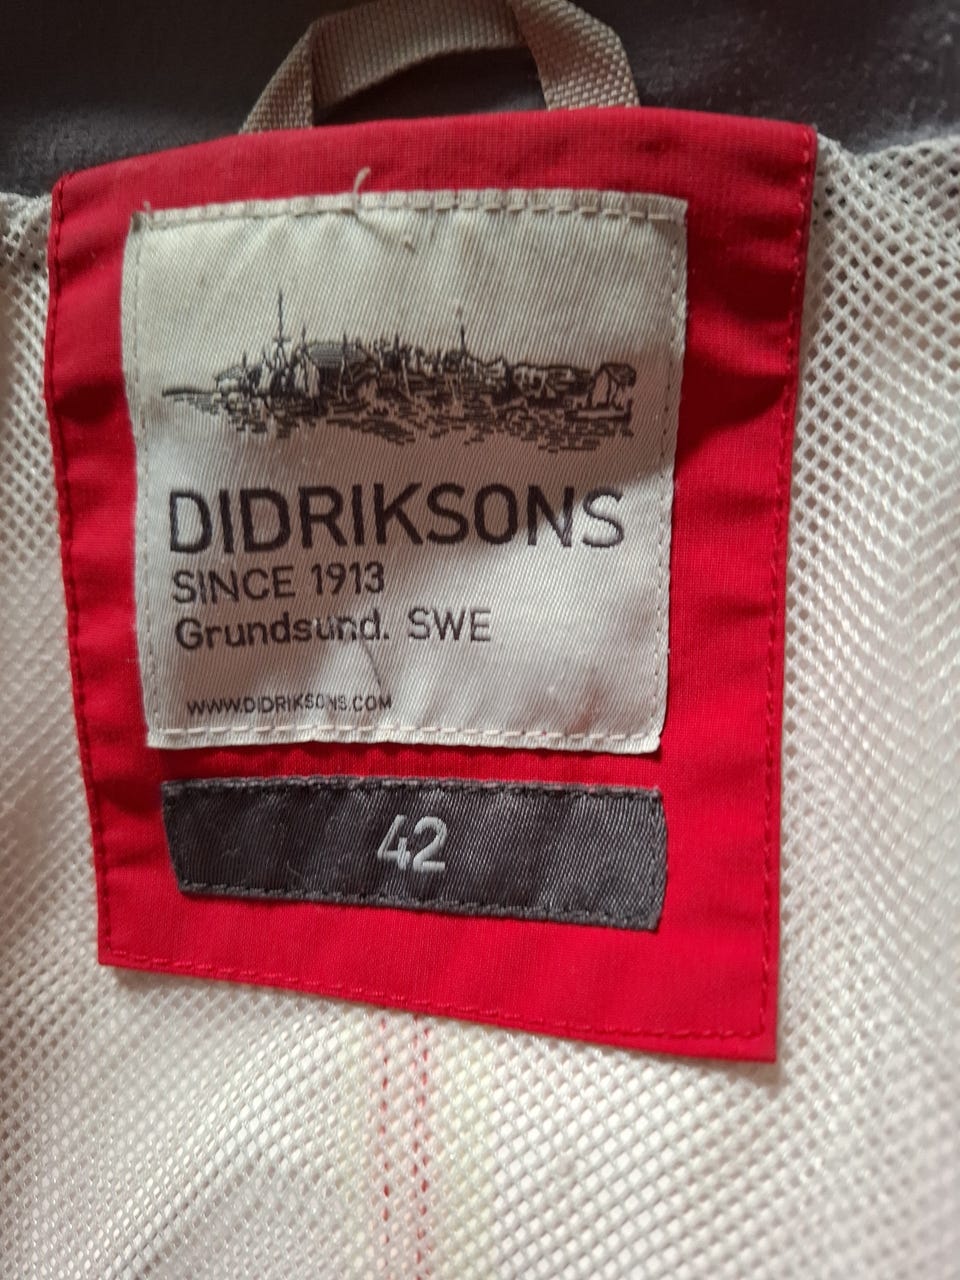 DIDRIKSONS
SINCE 1913
Grundsund. SWE
WWW.DIDRIKSONS.COM
42